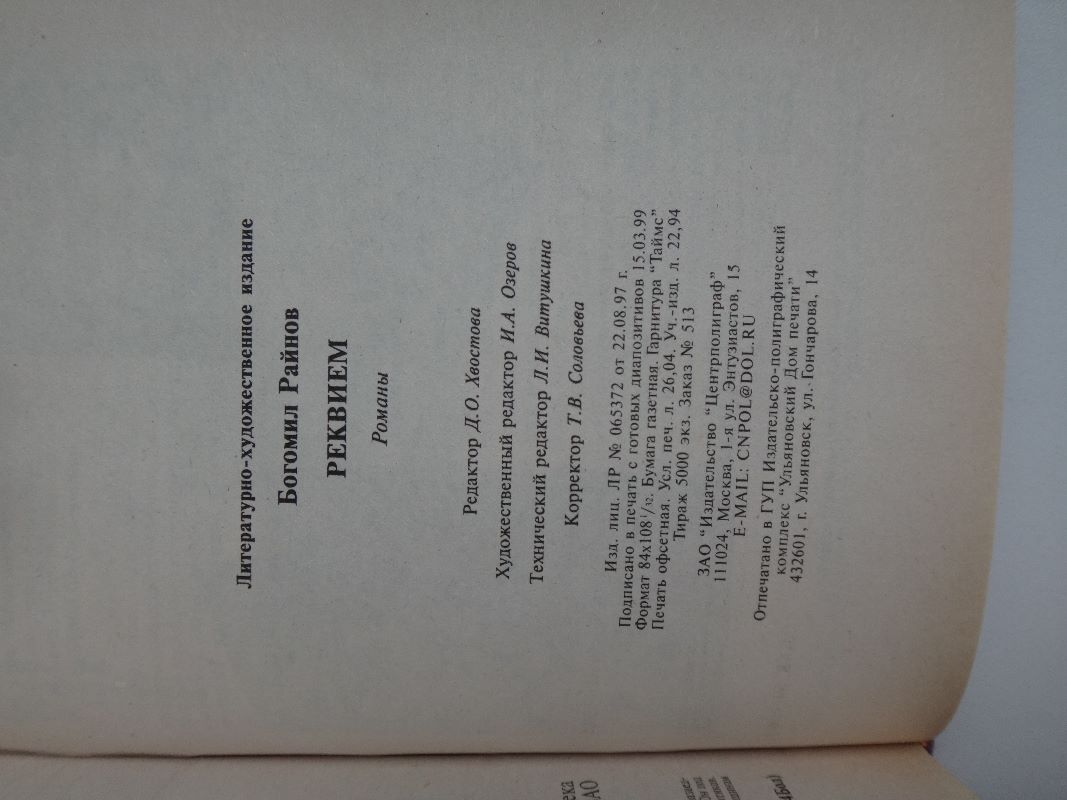 Литературно-художественное издание
Богомил Райнов
РЕКВИЕМ
Романы
Редактор Д.О. Хвостова
Художественный редактор И.А. Озеров
Технический редактор Л.И. Витушкина
Корректор Т.В. Соловьева
Изд. лиц. ЛР № 065372 от 22.08.97 г.
Подписано в печать с готовых диапозитивов 15.03.99
Формат 84х108 1/32. Бумага газетная. Гарнитура “Таймс”
Печать офсетная. Усл. печ. л. 26,04. Уч.-изд. л. 22,94
Тираж 5000 экз. Заказ № 513
ЗАО “Издательство “Центрполиграф”
111024, Москва, 1-я ул. Энтузиастов, 15
E-MAIL: CNPOL@DOL.RU
Отпечатано в ГУП Издательско-полиграфический
комплекс “Ульяновский Дом печати”
432601, г. Ульяновск, ул. Гончарова, 14